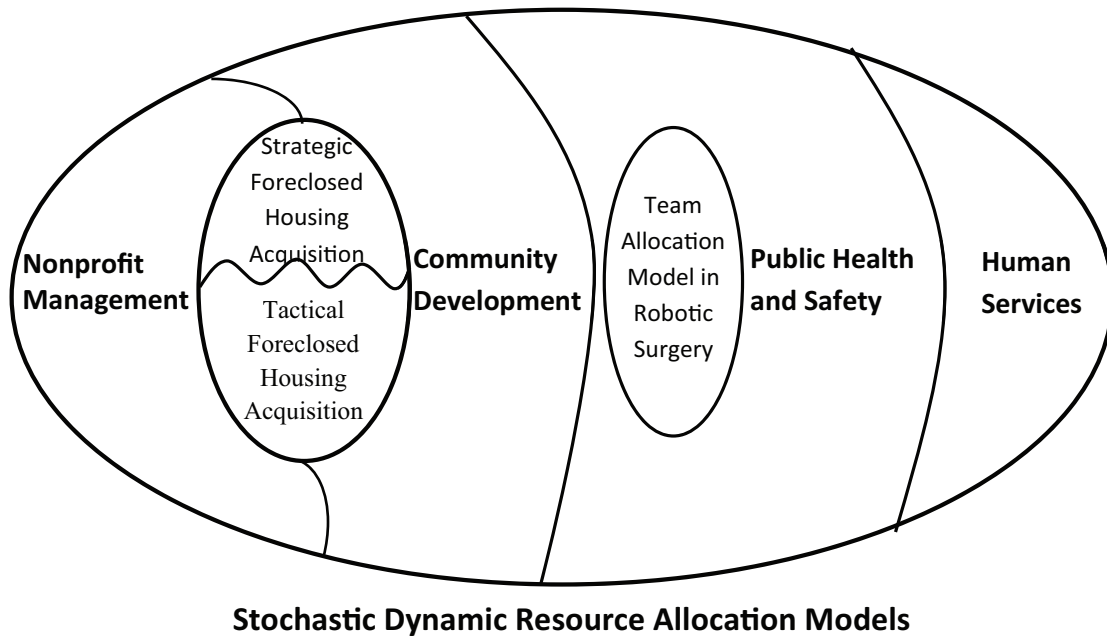 Nonprofit
Management
Strategic
Foreclosed
Housing
Acquisition
Tactical
Foreclosed
Housing
Acquisition
Community
Development
Team
Allocation
Model in
Robotic
Surgery
Public Health
and Safety
Human
Services
Stochastic Dynamic Resource Allocation Models